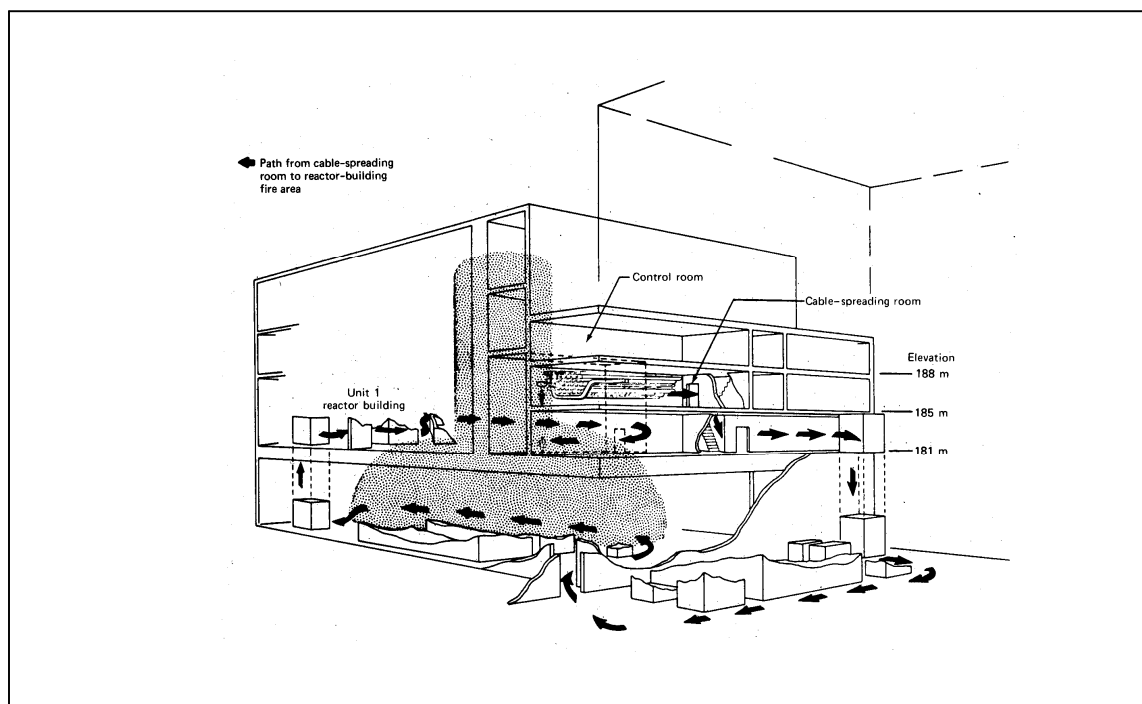 Path from cable-spreading
room to reactor-building
fire area
Control room
Cable-spreading room
Elevation
188 m
Unit 1
reactor building
185 m
181 m